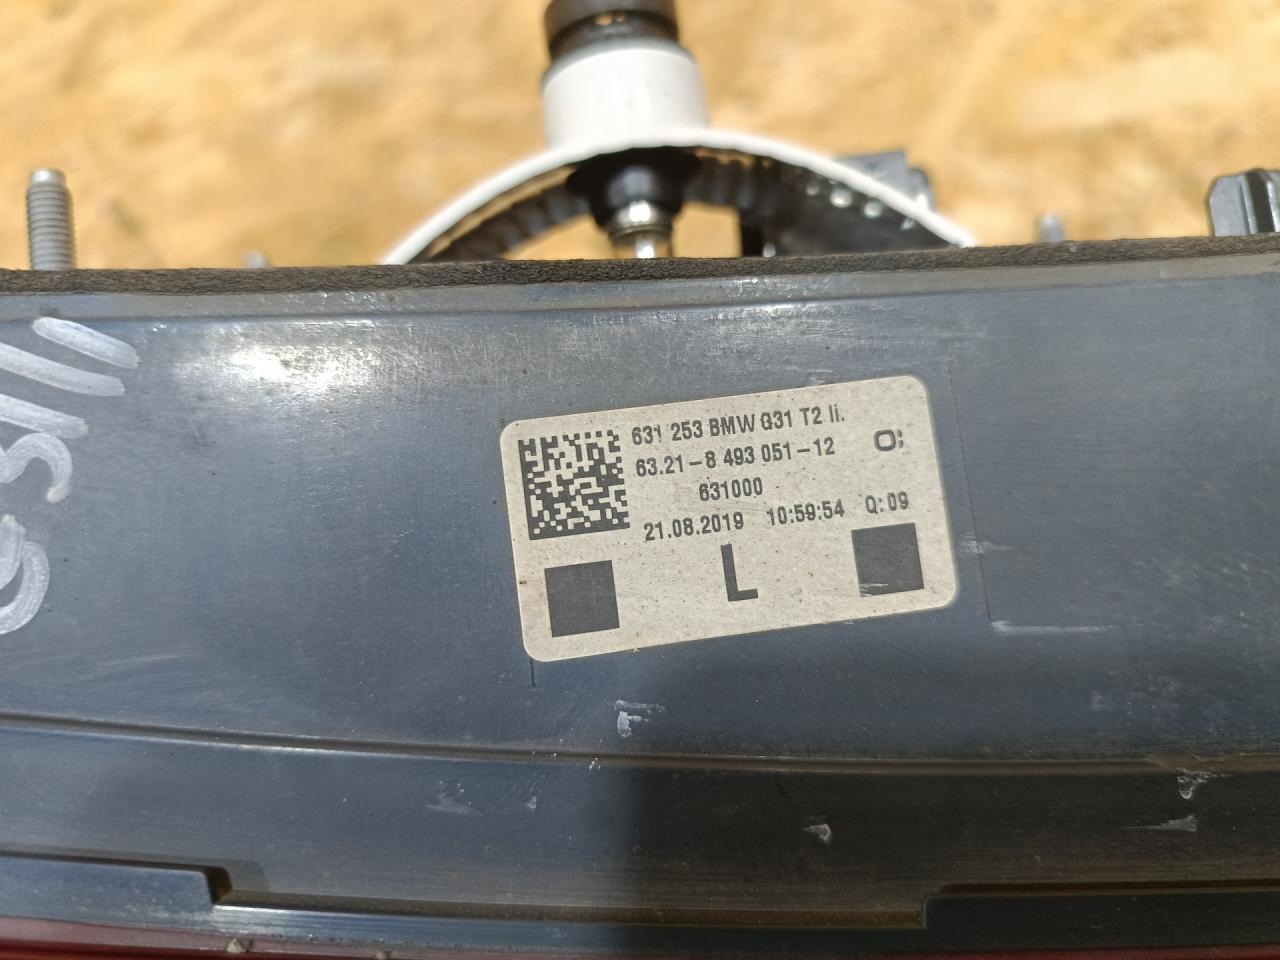 631 253 BMW G31 T2 li.
63.21-8 493 051-12
631000
21.08.2019 10:59:54 Q:09
L
G31